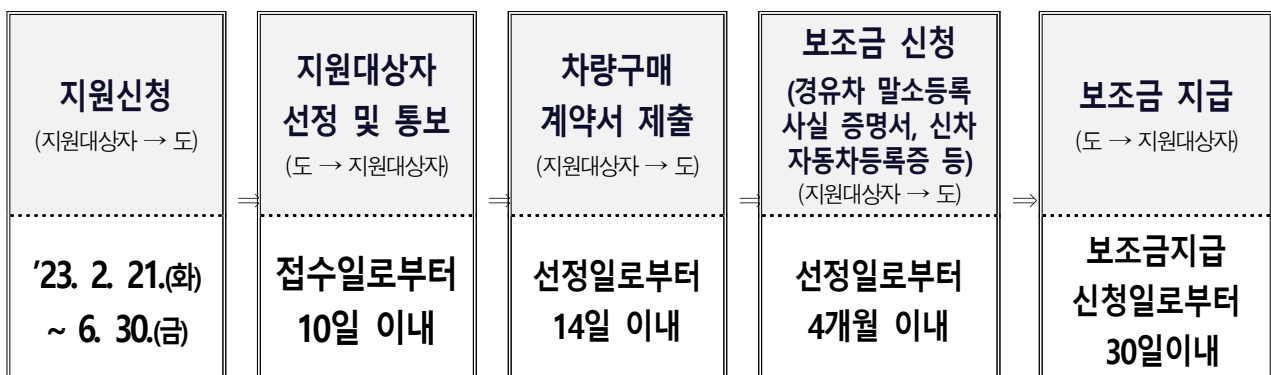 지원신청
(지원대상자 → 도)
'23. 2. 21.(화)
~ 6. 30.(금)
⇒
지원대상자
선정 및 통보
(도 → 지원대상자)
접수일로부터
10일 이내
⇒
차량구매
계약서 제출
(지원대상자 → 도)
선정일로부터
14일 이내
⇒
보조금 신청
(경유차 말소등록
사실 증명서, 신차
자동차등록증 등)
(지원대상자 → 도)
선정일로부터
4개월 이내
⇒
보조금 지급
(도 → 지원대상자)
보조금지급
신청일로부터
30일이내